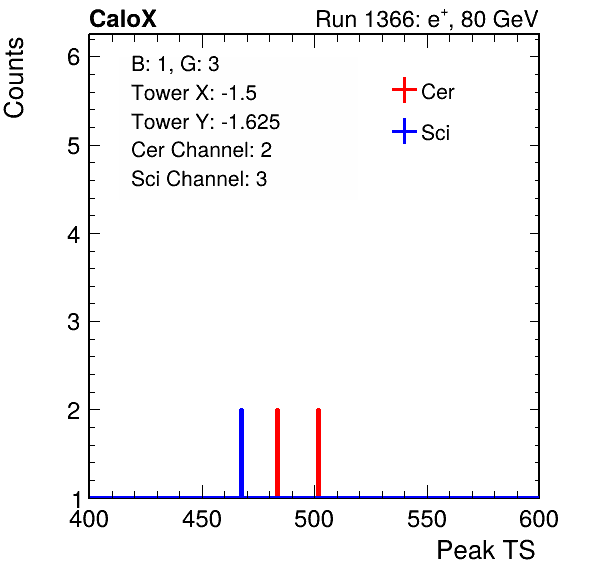 CaloX Run 1366: e⁺, 80 GeV
Counts
B: 1, G: 3
Tower X: -1.5
Tower Y: -1.625
Cer Channel: 2
Sci Channel: 3
Cer
Sci
6
5
4
3
2
1
400 450 500 550 600
Peak TS